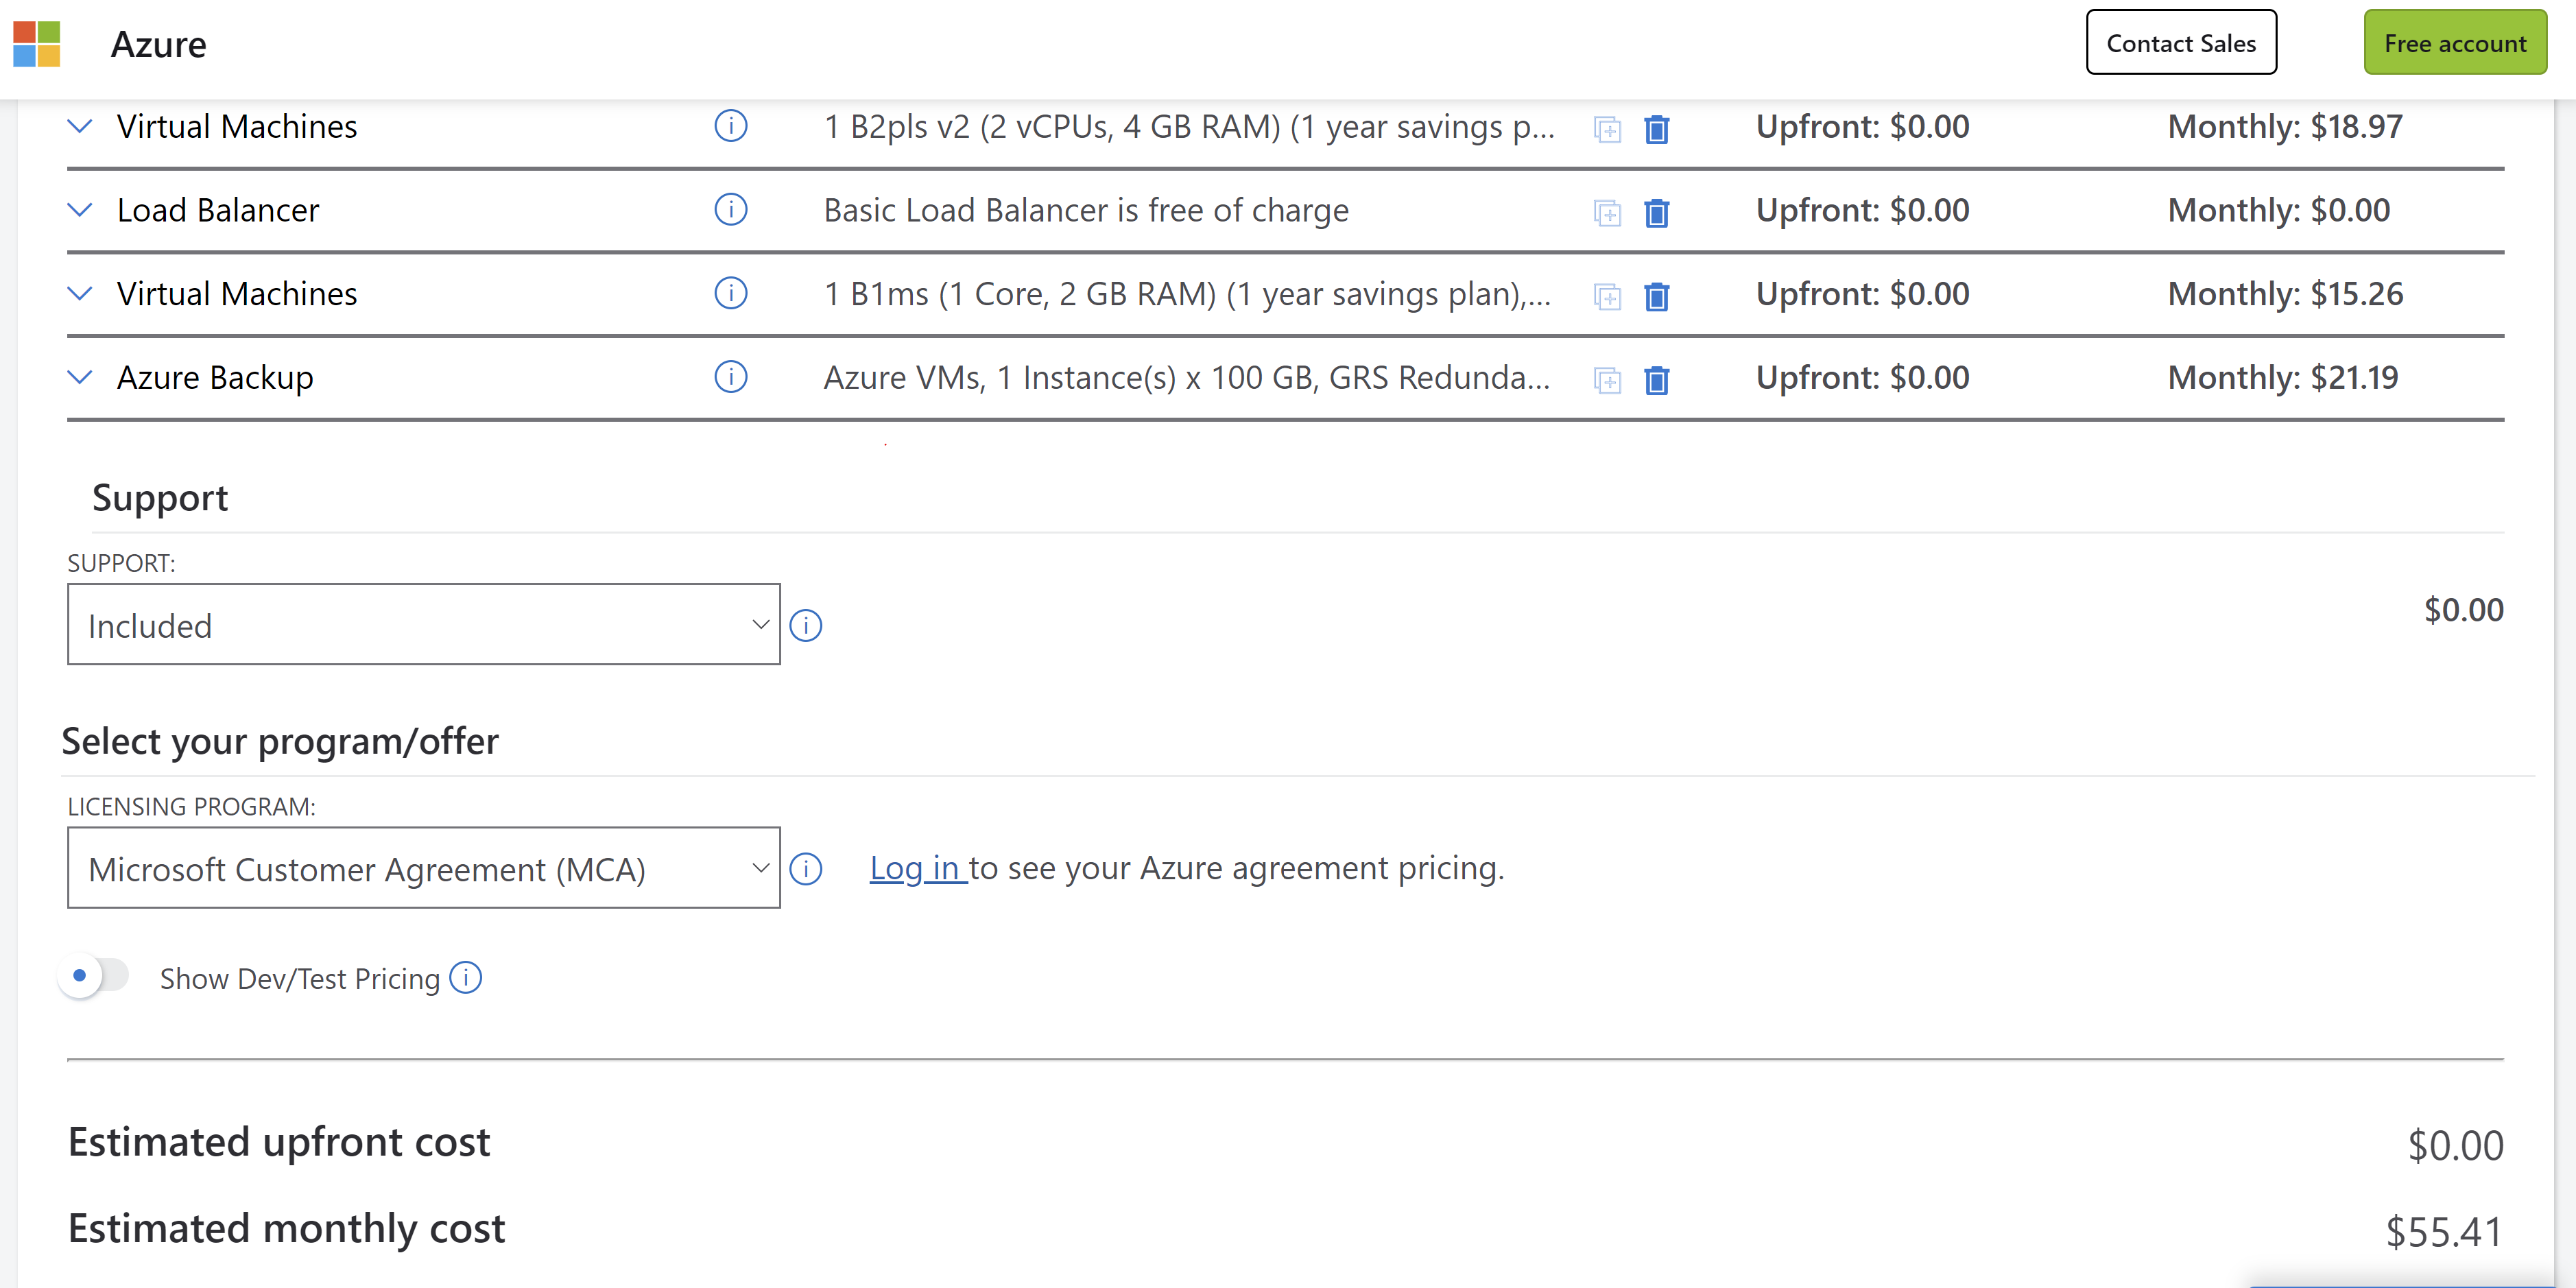 Azure
Contact Sales
Free account
Virtual Machines 1 B2pls v2 (2 vCPUs, 4 GB RAM) (1 year savings p... Upfront: $0.00 Monthly: $18.97
Load Balancer Basic Load Balancer is free of charge Upfront: $0.00 Monthly: $0.00
Virtual Machines 1 B1ms (1 Core, 2 GB RAM) (1 year savings plan),... Upfront: $0.00 Monthly: $15.26
Azure Backup Azure VMs, 1 Instance(s) x 100 GB, GRS Redunda... Upfront: $0.00 Monthly: $21.19
Support
SUPPORT:
Included $0.00
Select your program/offer
LICENSING PROGRAM:
Microsoft Customer Agreement (MCA) Log in to see your Azure agreement pricing.
Show Dev/Test Pricing
Estimated upfront cost $0.00
Estimated monthly cost $55.41